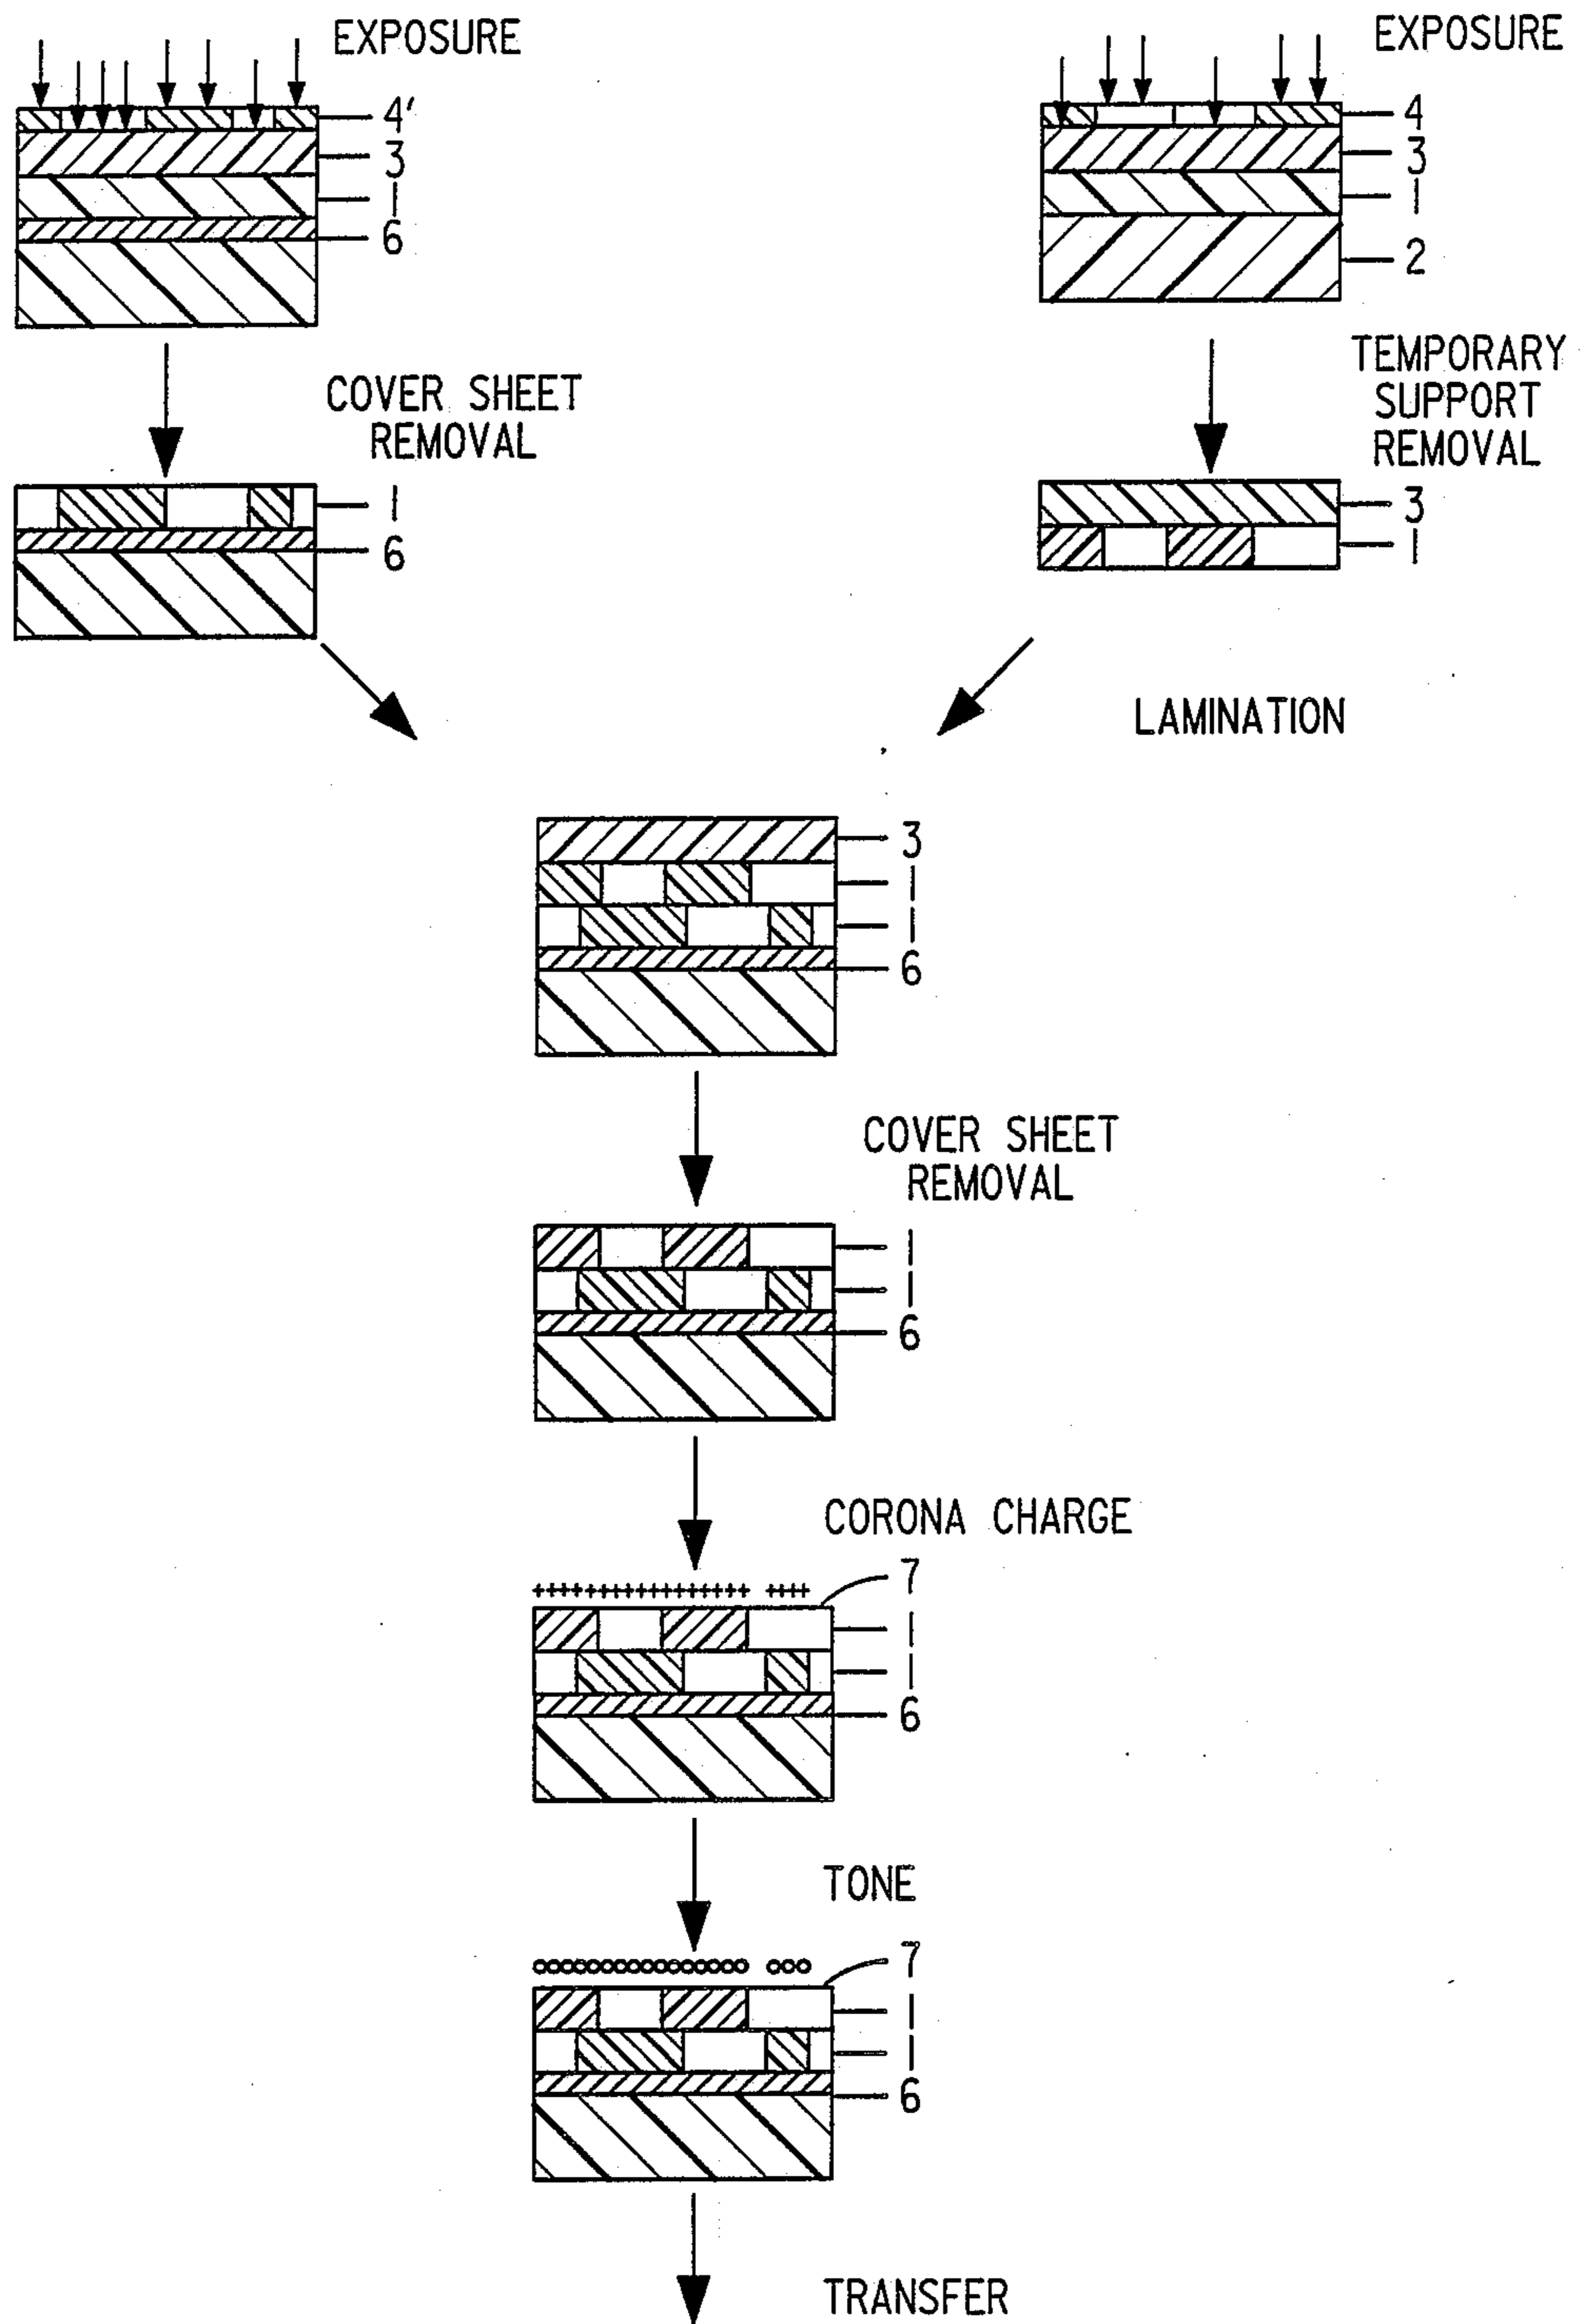 EXPOSURE
4'
3
1
6
COVER SHEET
REMOVAL
1
6
EXPOSURE
4
3
1
2
TEMPORARY
SUPPORT
REMOVAL
3
1
LAMINATION
3
1
1
6
COVER SHEET
REMOVAL
1
1
6
CORONA CHARGE
++++++++++++++++++ ++++
7
1
1
6
TONE
7
1
1
6
TRANSFER